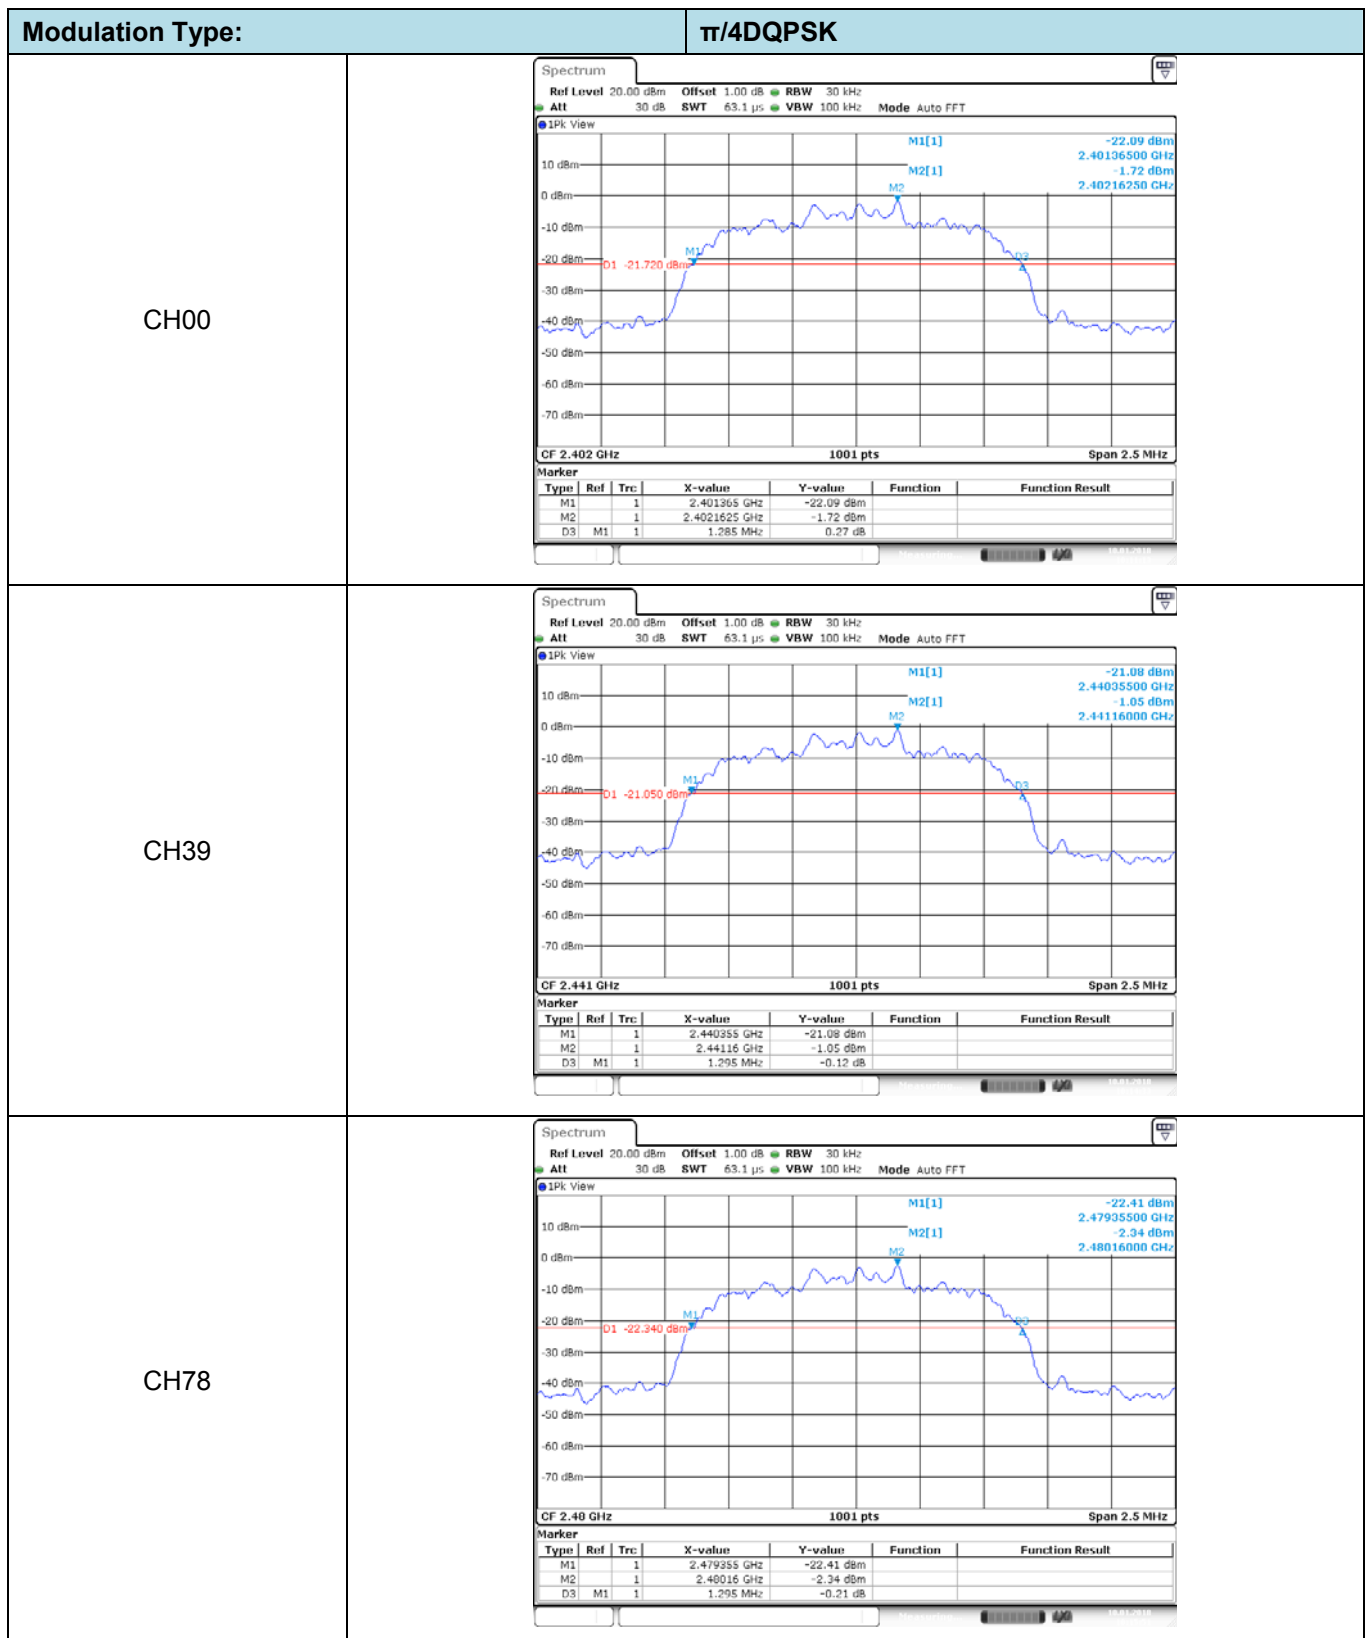 Modulation Type: π/4DQPSK
CH00
Spectrum
Ref Level 20.00 dBm Offset 1.00 dB RBW 30 kHz
Att 30 dB SWT 63.1 µs VBW 100 kHz Mode Auto FFT
1Pk View
M1[1] -22.09 dBm
2.40136500 GHz
10 dBm
M2[1] -1.72 dBm
2.40216250 GHz
M2
0 dBm
-10 dBm
M1
D3
-20 dBm
D1 -21.720 dBm
-30 dBm
-40 dBm
-50 dBm
-60 dBm
-70 dBm
CF 2.402 GHz 1001 pts Span 2.5 MHz
Marker
Type Ref Trc X-value Y-value Function Function Result
M1 1 2.401365 GHz -22.09 dBm
M2 1 2.4021625 GHz -1.72 dBm
D3 M1 1 1.285 MHz 0.27 dB
Measuring...
CH39
Spectrum
Ref Level 20.00 dBm Offset 1.00 dB RBW 30 kHz
Att 30 dB SWT 63.1 µs VBW 100 kHz Mode Auto FFT
1Pk View
M1[1] -21.08 dBm
2.44035500 GHz
10 dBm
M2[1] -1.05 dBm
2.44116000 GHz
M2
0 dBm
-10 dBm
M1
D3
-20 dBm
D1 -21.050 dBm
-30 dBm
-40 dBm
-50 dBm
-60 dBm
-70 dBm
CF 2.441 GHz 1001 pts Span 2.5 MHz
Marker
Type Ref Trc X-value Y-value Function Function Result
M1 1 2.440355 GHz -21.08 dBm
M2 1 2.44116 GHz -1.05 dBm
D3 M1 1 1.295 MHz -0.12 dB
Measuring...
CH78
Spectrum
Ref Level 20.00 dBm Offset 1.00 dB RBW 30 kHz
Att 30 dB SWT 63.1 µs VBW 100 kHz Mode Auto FFT
1Pk View
M1[1] -22.41 dBm
2.47935500 GHz
10 dBm
M2[1] -2.34 dBm
2.48016000 GHz
M2
0 dBm
-10 dBm
M1
D3
-20 dBm
D1 -22.340 dBm
-30 dBm
-40 dBm
-50 dBm
-60 dBm
-70 dBm
CF 2.48 GHz 1001 pts Span 2.5 MHz
Marker
Type Ref Trc X-value Y-value Function Function Result
M1 1 2.479355 GHz -22.41 dBm
M2 1 2.48016 GHz -2.34 dBm
D3 M1 1 1.295 MHz -0.21 dB
Measuring...